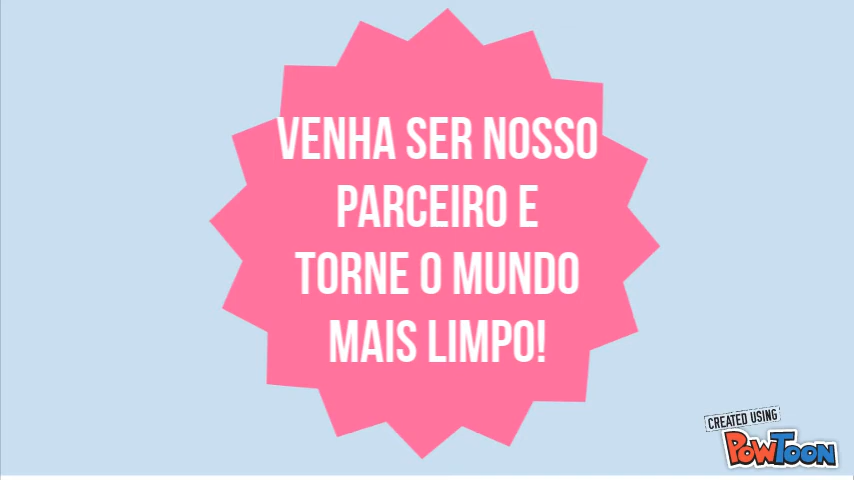 VENHA SER NOSSO
PARCEIRO E
TORNE O MUNDO
MAIS LIMPO!
CREATED USING
POWTOON